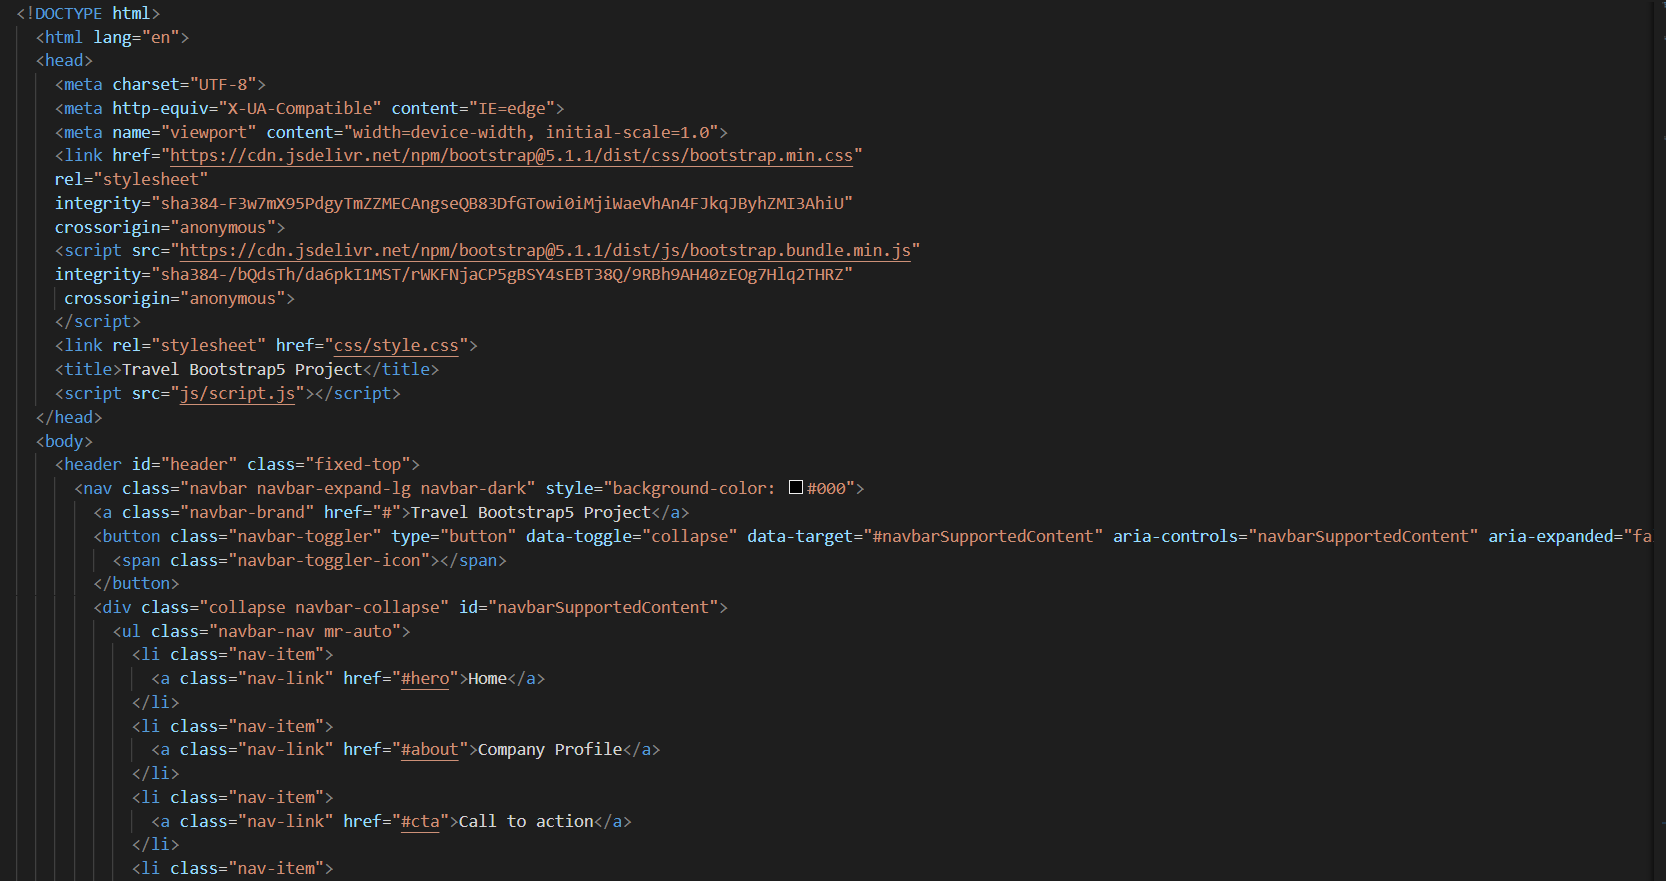 <!DOCTYPE html>
<html lang="en">
<head>
<meta charset="UTF-8">
<meta http-equiv="X-UA-Compatible" content="IE=edge">
<meta name="viewport" content="width=device-width, initial-scale=1.0">
<link href="https://cdn.jsdelivr.net/npm/bootstrap@5.1.1/dist/css/bootstrap.min.css"
rel="stylesheet"
integrity="sha384-F3w7mX95PdgyTmZZMECAngseQB83DfGTowi0iMjiWaeVhAn4FJkqJByhZMI3AhiU"
crossorigin="anonymous">
<script src="https://cdn.jsdelivr.net/npm/bootstrap@5.1.1/dist/js/bootstrap.bundle.min.js"
integrity="sha384-/bQdsTh/da6pkI1MST/rWKFNjaCP5gBSY4sEBT38Q/9RBh9AH40zEOg7Hlq2THRZ"
crossorigin="anonymous">
</script>
<link rel="stylesheet" href="css/style.css">
<title>Travel Bootstrap5 Project</title>
<script src="js/script.js"></script>
</head>
<body>
<header id="header" class="fixed-top">
<nav class="navbar navbar-expand-lg navbar-dark" style="background-color: #000">
<a class="navbar-brand" href="#">Travel Bootstrap5 Project</a>
<button class="navbar-toggler" type="button" data-toggle="collapse" data-target="#navbarSupportedContent" aria-controls="navbarSupportedContent" aria-expanded="fa
<span class="navbar-toggler-icon"></span>
</button>
<div class="collapse navbar-collapse" id="navbarSupportedContent">
<ul class="navbar-nav mr-auto">
<li class="nav-item">
<a class="nav-link" href="#hero">Home</a>
</li>
<li class="nav-item">
<a class="nav-link" href="#about">Company Profile</a>
</li>
<li class="nav-item">
<a class="nav-link" href="#cta">Call to action</a>
</li>
<li class="nav-item">